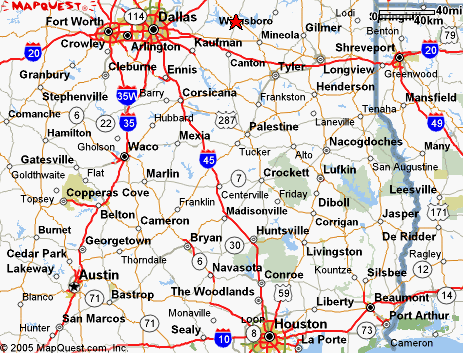 MAPQUEST
Dallas
114
Fort Worth
Winnsboro
Gilmer
Lodi
40mi
40km
Benton
79
Crowley
Arlington
Kaufman
Mineola
Shreveport
20
20
Cleburne
Canton
Longview
Greenwood
Granbury
Ennis
Tyler
Henderson
Stephenville
35W
Barry
Corsicana
Frankston
Mansfield
Comanche
6
22
35
Hubbard
287
Tenaha
49
Hamilton
Mexia
Palestine
Laneville
Many
Gholson
Waco
45
Tucker
Alto
Nacogdoches
Gatesville
Goldthwaite
Flat
Marlin
7
Crockett
Lufkin
San Augustine
Copperas Cove
Centerville
Friday
Leesville
Topsey
Franklin
Diboll
Belton
Cameron
Madisonville
Corrigan
Jasper
171
Burnet
Georgetown
Bryan
30
Huntsville
De Ridder
Cedar Park
Thorndale
Livingston
Ragley
Lakeway
6
Navasota
Kountze
Silsbee
12
Austin
Conroe
Blanco
71
Bastrop
The Woodlands
59
Liberty
Beaumont
14
San Marcos
Monaville
LOOP
Port Arthur
Hunter
71
Sealy
10
8
Houston
73
La Porte
Cameron
©2005 MapQuest.com, Inc.